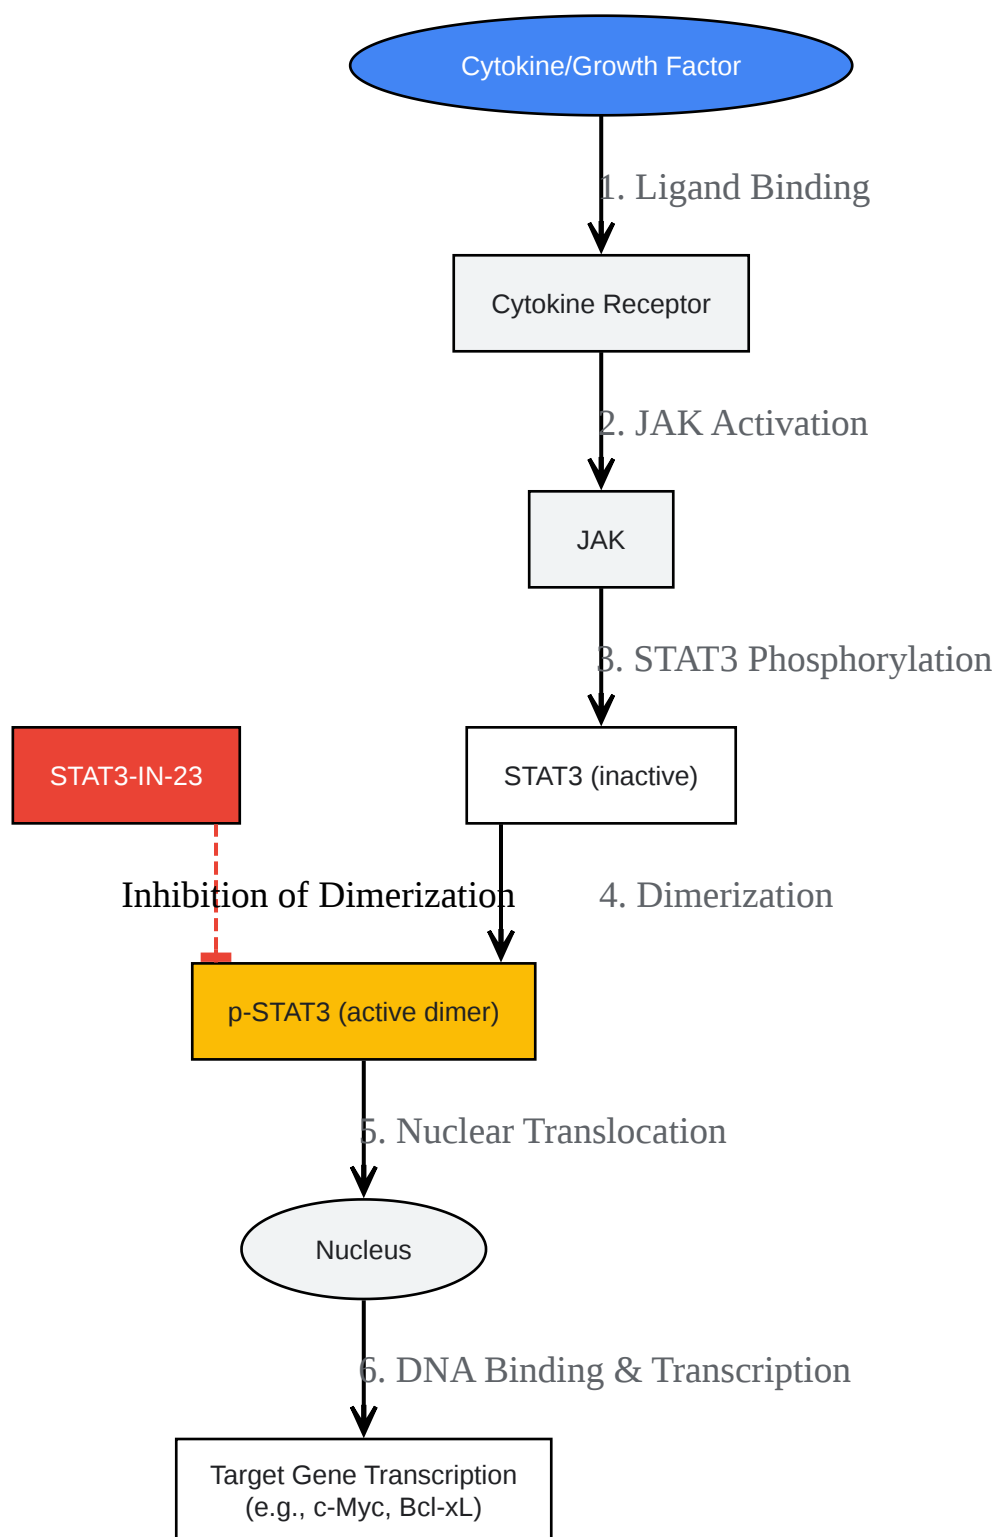 Cytokine/Growth Factor
1. Ligand Binding
Cytokine Receptor
2. JAK Activation
JAK
3. STAT3 Phosphorylation
STAT3-IN-23
STAT3 (inactive)
Inhibition of Dimerization
4. Dimerization
p-STAT3 (active dimer)
5. Nuclear Translocation
Nucleus
6. DNA Binding & Transcription
Target Gene Transcription
(e.g., c-Myc, Bcl-xL)